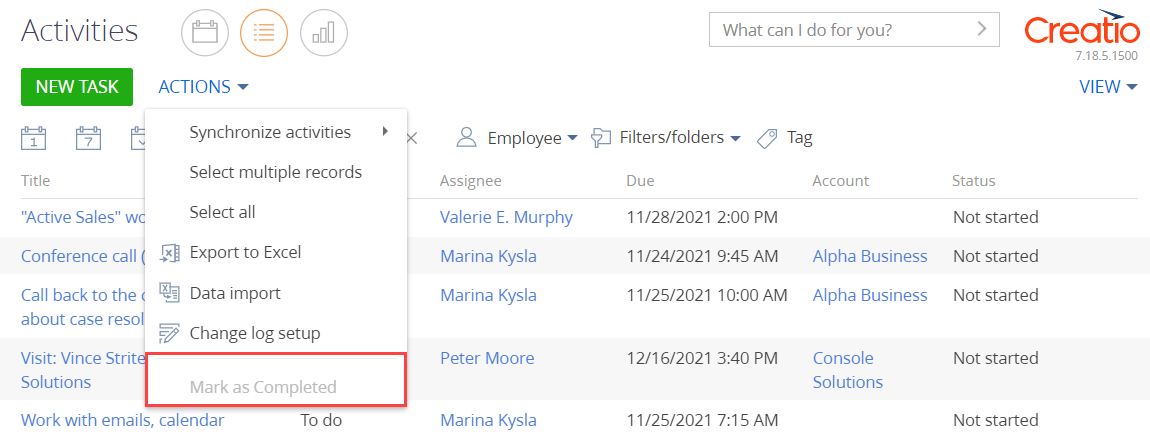 Activities
What can I do for you?
Creatio
7.18.5.1500
NEW TASK
ACTIONS
VIEW
1
7
Employee
Filters/folders
Tag
Synchronize activities
Select multiple records
Select all
Export to Excel
Data import
Change log setup
Mark as Completed
Title
Assignee
Due
Account
Status
"Active Sales" wo
Valerie E. Murphy
11/28/2021 2:00 PM
Not started
Conference call (
Marina Kysla
11/24/2021 9:45 AM
Alpha Business
Not started
Call back to the c
about case resol
Marina Kysla
11/25/2021 10:00 AM
Alpha Business
Not started
Visit: Vince Strite
Solutions
Peter Moore
12/16/2021 3:40 PM
Console
Solutions
Not started
Work with emails, calendar
To do
Marina Kysla
11/25/2021 7:15 AM
Not started